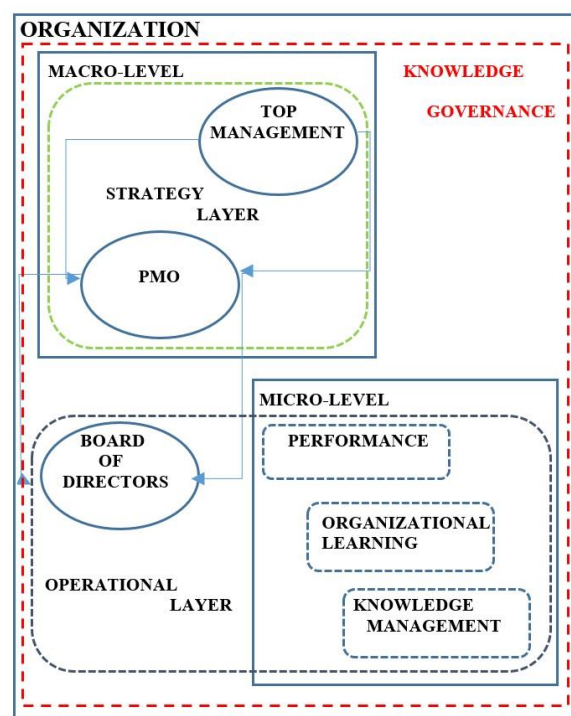 ORGANIZATION
MACRO-LEVEL
KNOWLEDGE
GOVERNANCE
TOP
MANAGEMENT
STRATEGY
LAYER
PMO
MICRO-LEVEL
BOARD
OF
DIRECTORS
PERFORMANCE
ORGANIZATIONAL
LEARNING
OPERATIONAL
LAYER
KNOWLEDGE
MANAGEMENT